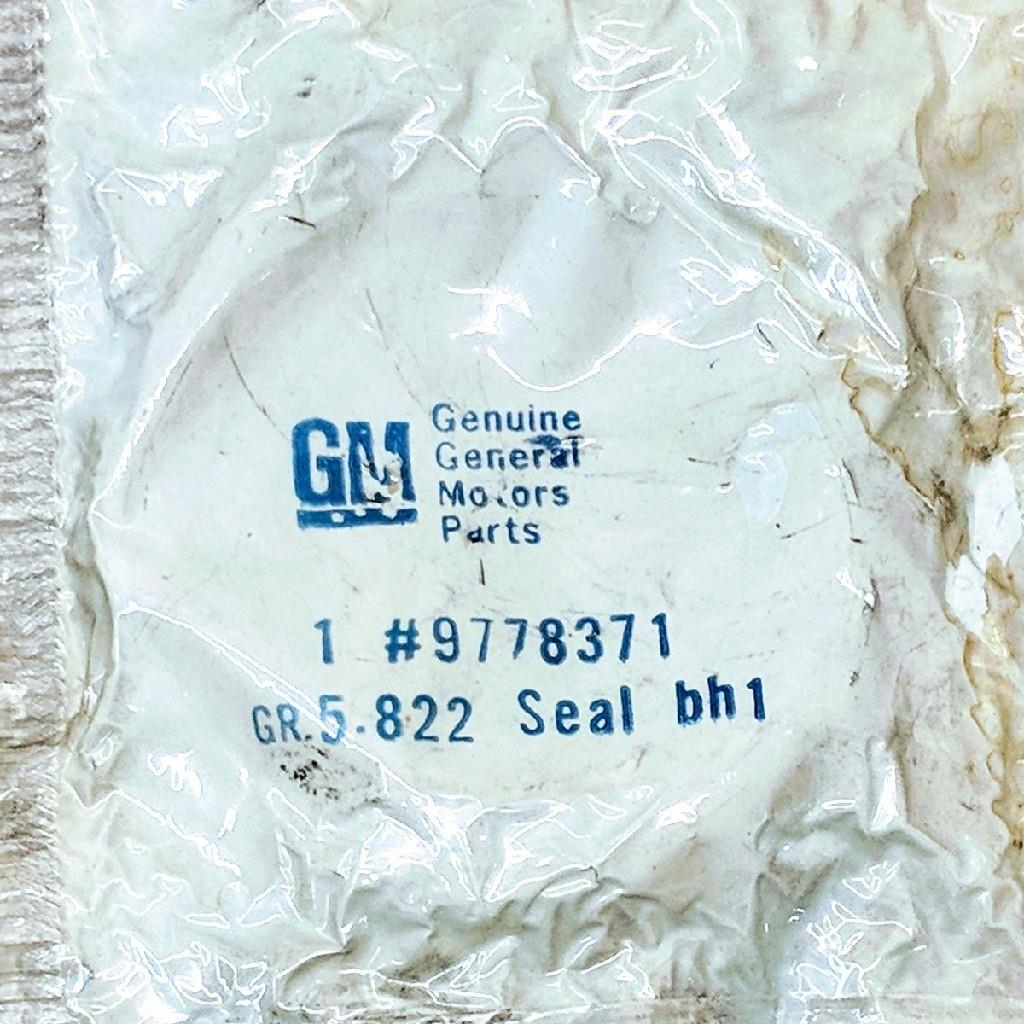 GM
Genuine
General
Motors
Parts
1 #9778371
GR.5.822 Seal bh1